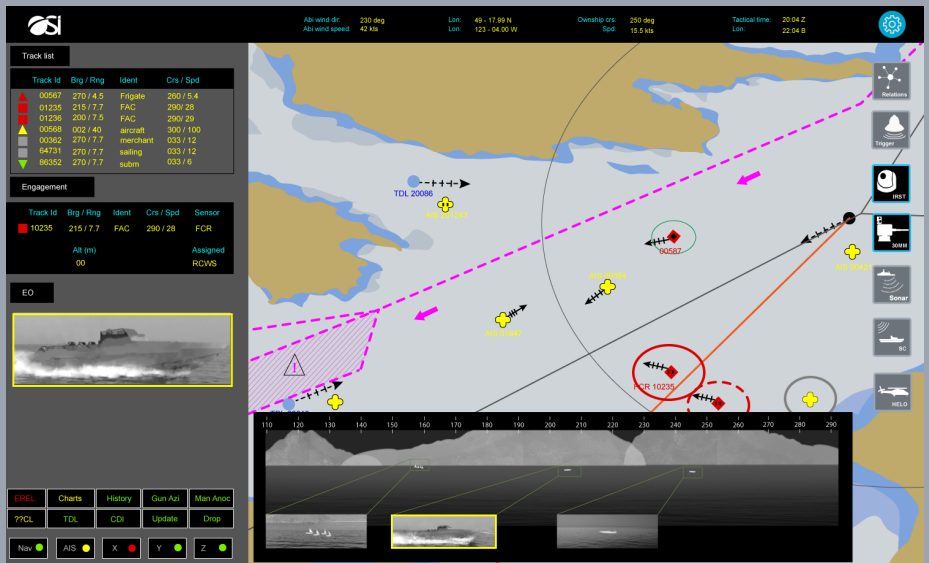 OSI
Abi wind dir: 230 deg Lon: 49 - 17.99 N Ownship crs: 250 deg Tactical time: 20:04 Z
Abi wind speed: 42 kts Lon: 123 - 04.00 W Spd: 15.5 kts Lon: 22:04 B
Track list
Track Id Brg / Rng Ident Crs / Spd
00567 270 / 4.5 Frigate 260 / 5.4
01235 215 / 7.7 FAC 290 / 28
01236 200 / 7.5 FAC 290/ 29
00568 002 / 40 aircraft 300 / 100
00362 270 / 7.7 merchant 033 / 12
64731 270 / 7.7 sailing 033 / 12
86352 270 / 7.7 subm 033 / 6
Engagement
Track Id Brg / Rng Ident Crs / Spd Sensor
10235 215 / 7.7 FAC 290 / 28 FCR
Alt (m) Assigned
00 RCWS
EO
EREL Charts History Gun Azi Man Anoc
??CL TDL CDI Update Drop
Nav AIS X Y Z
TDL 20086
00587
FCR 10235
!
Relations
Trigger
IRST
30MM
Sonar
SC
HELO
110 120 130 140 150 160 170 180 190 200 210 220 230 240 250 260 270 280 290